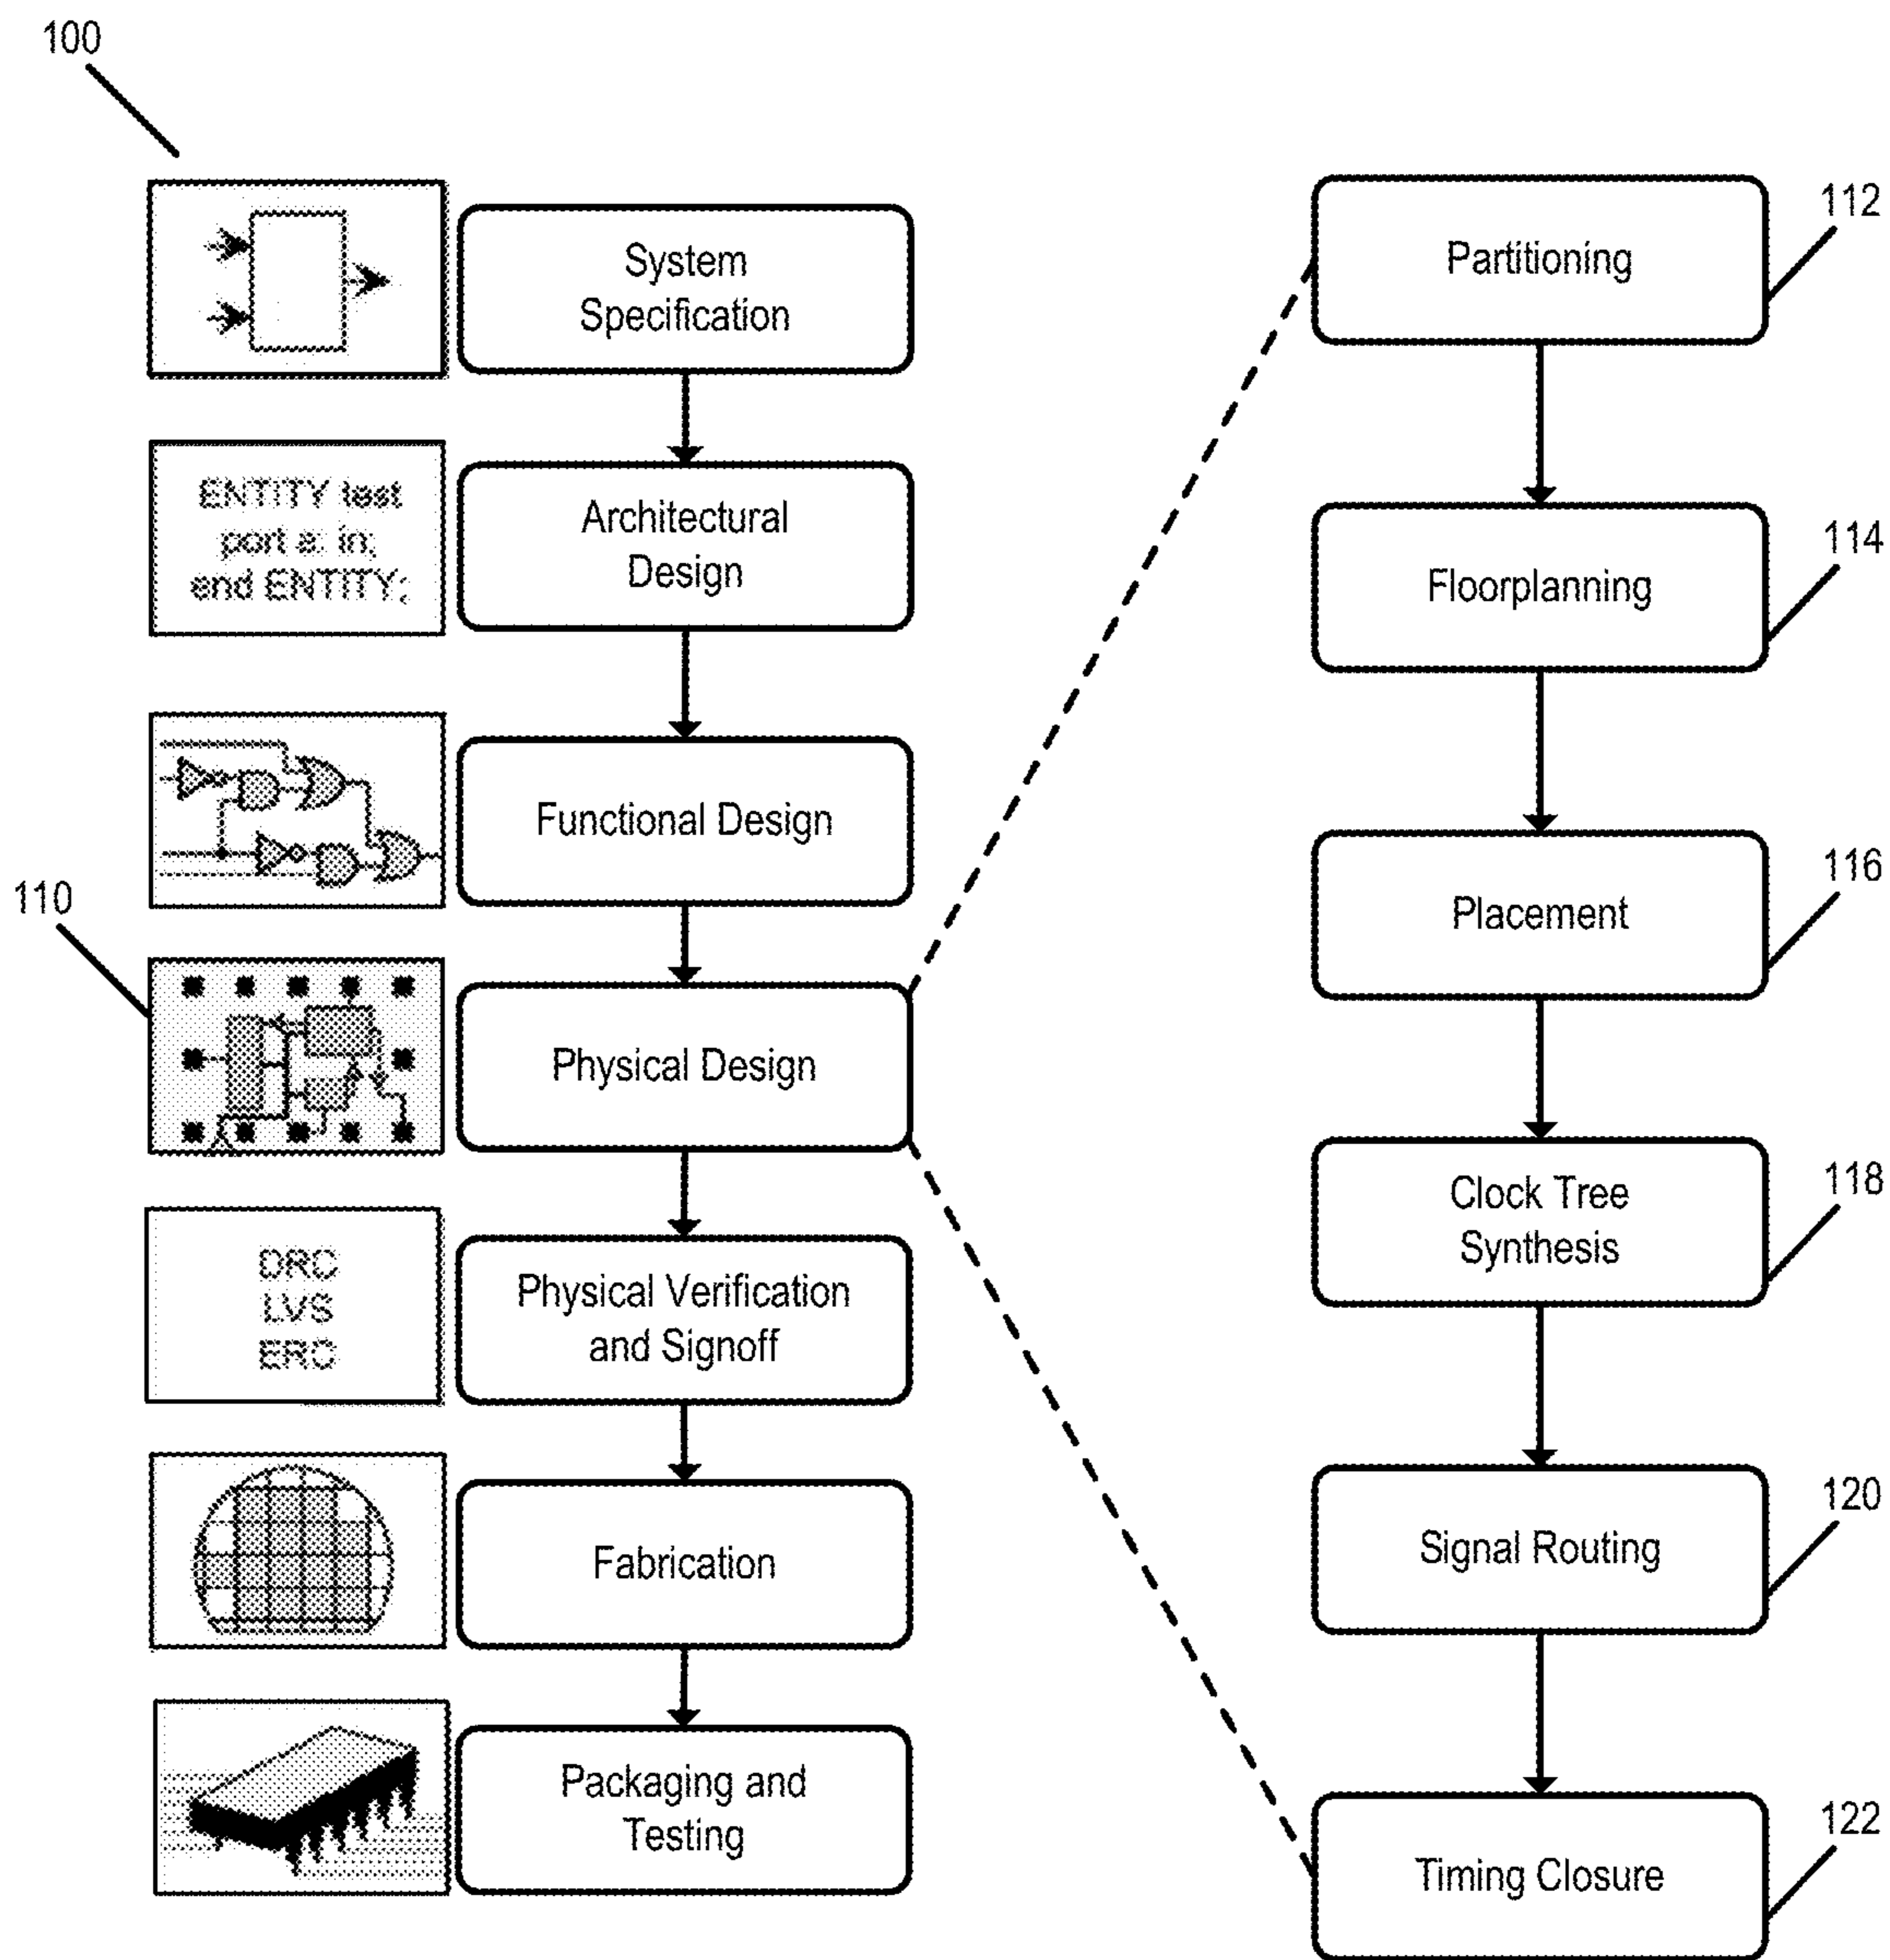 100
System
Specification
ENTITY test
port a: in;
end ENTITY;
Architectural
Design
Functional Design
110
Physical Design
DRC
LVS
ERC
Physical Verification
and Signoff
Fabrication
Packaging and
Testing
Partitioning
112
Floorplanning
114
Placement
116
Clock Tree
Synthesis
118
Signal Routing
120
Timing Closure
122